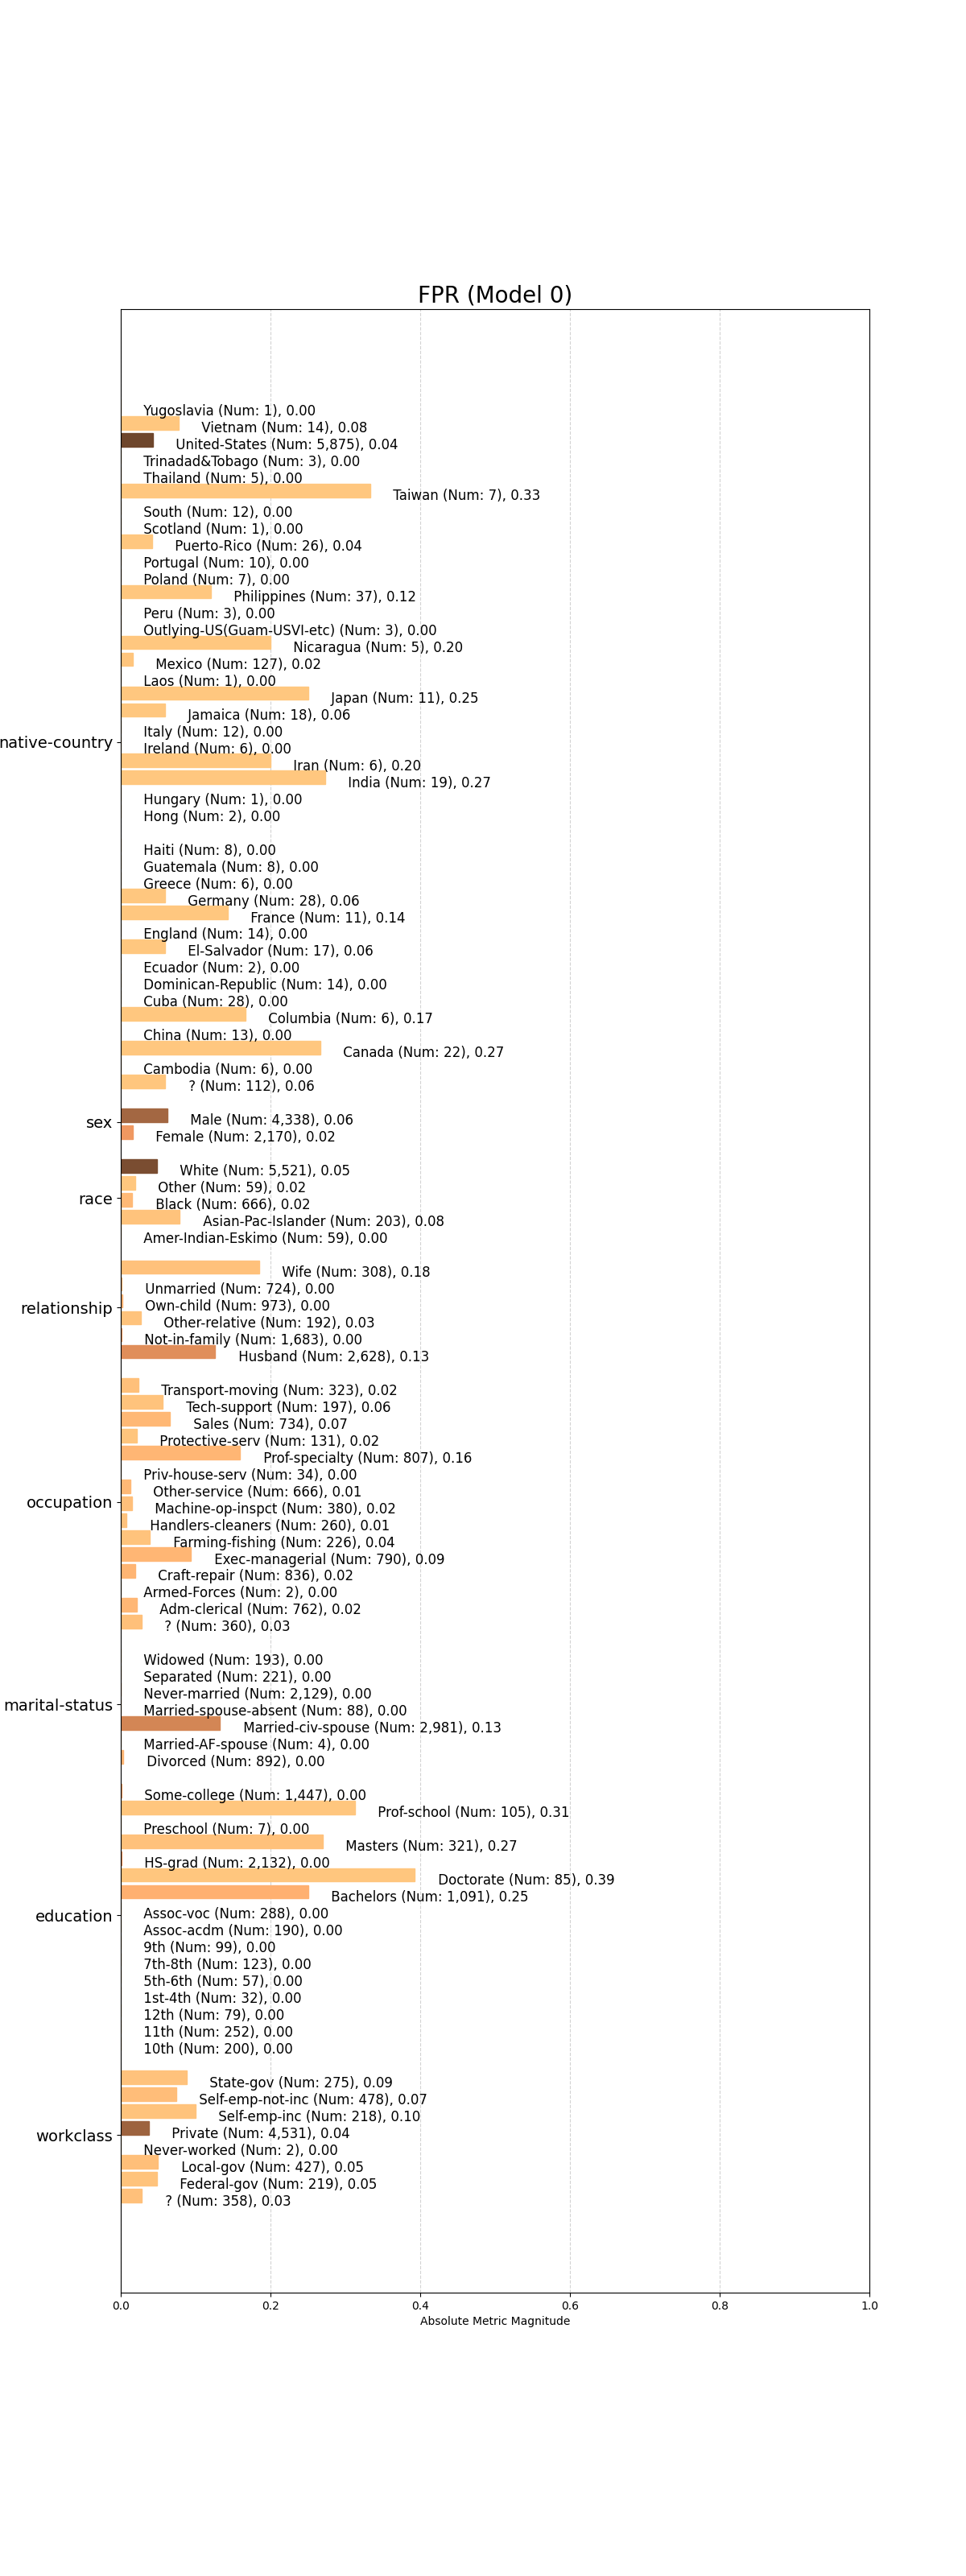 FPR (Model 0)
Yugoslavia (Num: 1), 0.00
Vietnam (Num: 14), 0.08
United-States (Num: 5,875), 0.04
Trinadad&Tobago (Num: 3), 0.00
Thailand (Num: 5), 0.00
Taiwan (Num: 7), 0.33
South (Num: 12), 0.00
Scotland (Num: 1), 0.00
Puerto-Rico (Num: 26), 0.04
Portugal (Num: 10), 0.00
Poland (Num: 7), 0.00
Philippines (Num: 37), 0.12
Peru (Num: 3), 0.00
Outlying-US(Guam-USVI-etc) (Num: 3), 0.00
Nicaragua (Num: 5), 0.20
Mexico (Num: 127), 0.02
Laos (Num: 1), 0.00
Japan (Num: 11), 0.25
Jamaica (Num: 18), 0.06
Italy (Num: 12), 0.00
native-country
Ireland (Num: 6), 0.00
Iran (Num: 6), 0.20
India (Num: 19), 0.27
Hungary (Num: 1), 0.00
Hong (Num: 2), 0.00
Haiti (Num: 8), 0.00
Guatemala (Num: 8), 0.00
Greece (Num: 6), 0.00
Germany (Num: 28), 0.06
France (Num: 11), 0.14
England (Num: 14), 0.00
El-Salvador (Num: 17), 0.06
Ecuador (Num: 2), 0.00
Dominican-Republic (Num: 14), 0.00
Cuba (Num: 28), 0.00
Columbia (Num: 6), 0.17
China (Num: 13), 0.00
Canada (Num: 22), 0.27
Cambodia (Num: 6), 0.00
? (Num: 112), 0.06
sex
Male (Num: 4,338), 0.06
Female (Num: 2,170), 0.02
race
White (Num: 5,521), 0.05
Other (Num: 59), 0.02
Black (Num: 666), 0.02
Asian-Pac-Islander (Num: 203), 0.08
Amer-Indian-Eskimo (Num: 59), 0.00
relationship
Wife (Num: 308), 0.18
Unmarried (Num: 724), 0.00
Own-child (Num: 973), 0.00
Other-relative (Num: 192), 0.03
Not-in-family (Num: 1,683), 0.00
Husband (Num: 2,628), 0.13
occupation
Transport-moving (Num: 323), 0.02
Tech-support (Num: 197), 0.06
Sales (Num: 734), 0.07
Protective-serv (Num: 131), 0.02
Prof-specialty (Num: 807), 0.16
Priv-house-serv (Num: 34), 0.00
Other-service (Num: 666), 0.01
Machine-op-inspct (Num: 380), 0.02
Handlers-cleaners (Num: 260), 0.01
Farming-fishing (Num: 226), 0.04
Exec-managerial (Num: 790), 0.09
Craft-repair (Num: 836), 0.02
Armed-Forces (Num: 2), 0.00
Adm-clerical (Num: 762), 0.02
? (Num: 360), 0.03
marital-status
Widowed (Num: 193), 0.00
Separated (Num: 221), 0.00
Never-married (Num: 2,129), 0.00
Married-spouse-absent (Num: 88), 0.00
Married-civ-spouse (Num: 2,981), 0.13
Married-AF-spouse (Num: 4), 0.00
Divorced (Num: 892), 0.00
education
Some-college (Num: 1,447), 0.00
Prof-school (Num: 105), 0.31
Preschool (Num: 7), 0.00
Masters (Num: 321), 0.27
HS-grad (Num: 2,132), 0.00
Doctorate (Num: 85), 0.39
Bachelors (Num: 1,091), 0.25
Assoc-voc (Num: 288), 0.00
Assoc-acdm (Num: 190), 0.00
9th (Num: 99), 0.00
7th-8th (Num: 123), 0.00
5th-6th (Num: 57), 0.00
1st-4th (Num: 32), 0.00
12th (Num: 79), 0.00
11th (Num: 252), 0.00
10th (Num: 200), 0.00
workclass
State-gov (Num: 275), 0.09
Self-emp-not-inc (Num: 478), 0.07
Self-emp-inc (Num: 218), 0.10
Private (Num: 4,531), 0.04
Never-worked (Num: 2), 0.00
Local-gov (Num: 427), 0.05
Federal-gov (Num: 219), 0.05
? (Num: 358), 0.03
0.0 0.2 0.4 0.6 0.8 1.0
Absolute Metric Magnitude